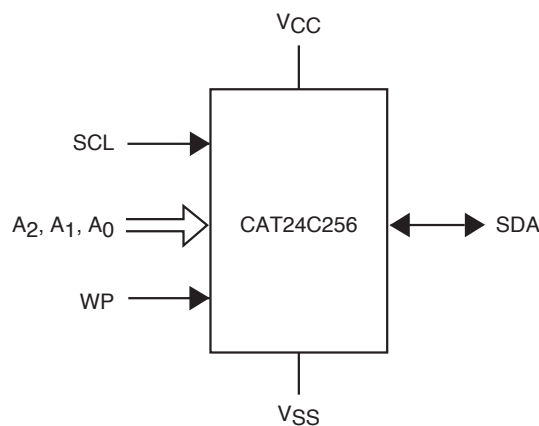 VCC
SCL
A2, A1, A0
CAT24C256
SDA
WP
VSS